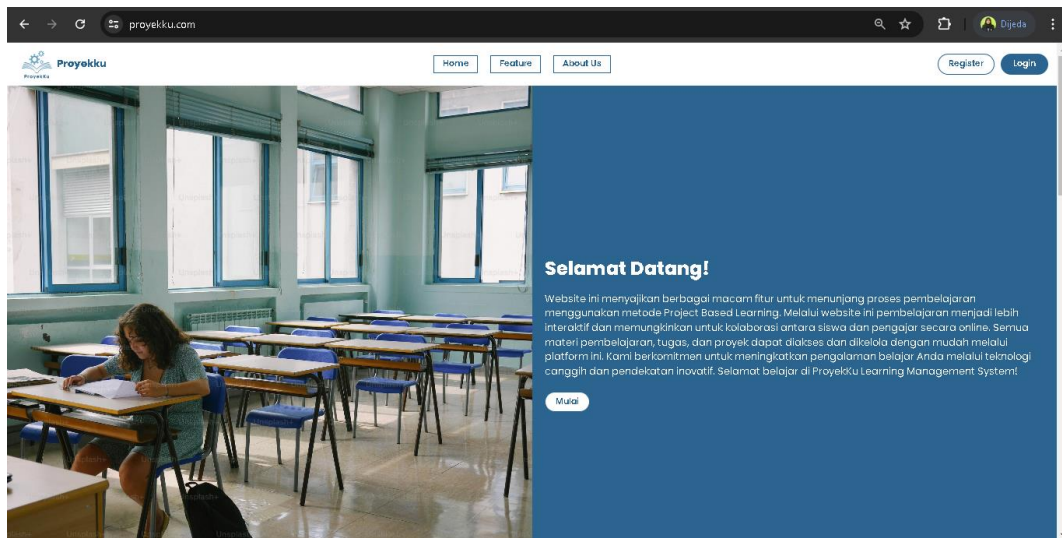 proyekku.com
Dijeda
Proyekku
Proyekku
Home
Feature
About Us
Register
Login
Selamat Datang!
Website ini menyajikan berbagai macam fitur untuk menunjang proses pembelajaran
menggunakan metode Project Based Learning. Melalui website ini pembelajaran menjadi lebih
interaktif dan memungkinkan untuk kolaborasi antara siswa dan pengajar secara online. Semua
materi pembelajaran, tugas, dan proyek dapat diakses dan dikelola dengan mudah melalui
platform ini. Kami berkomitmen untuk meningkatkan pengalaman belajar Anda melalui teknologi
canggih dan pendekatan inovatif. Selamat belajar di ProyekKu Learning Management System!
Mulai